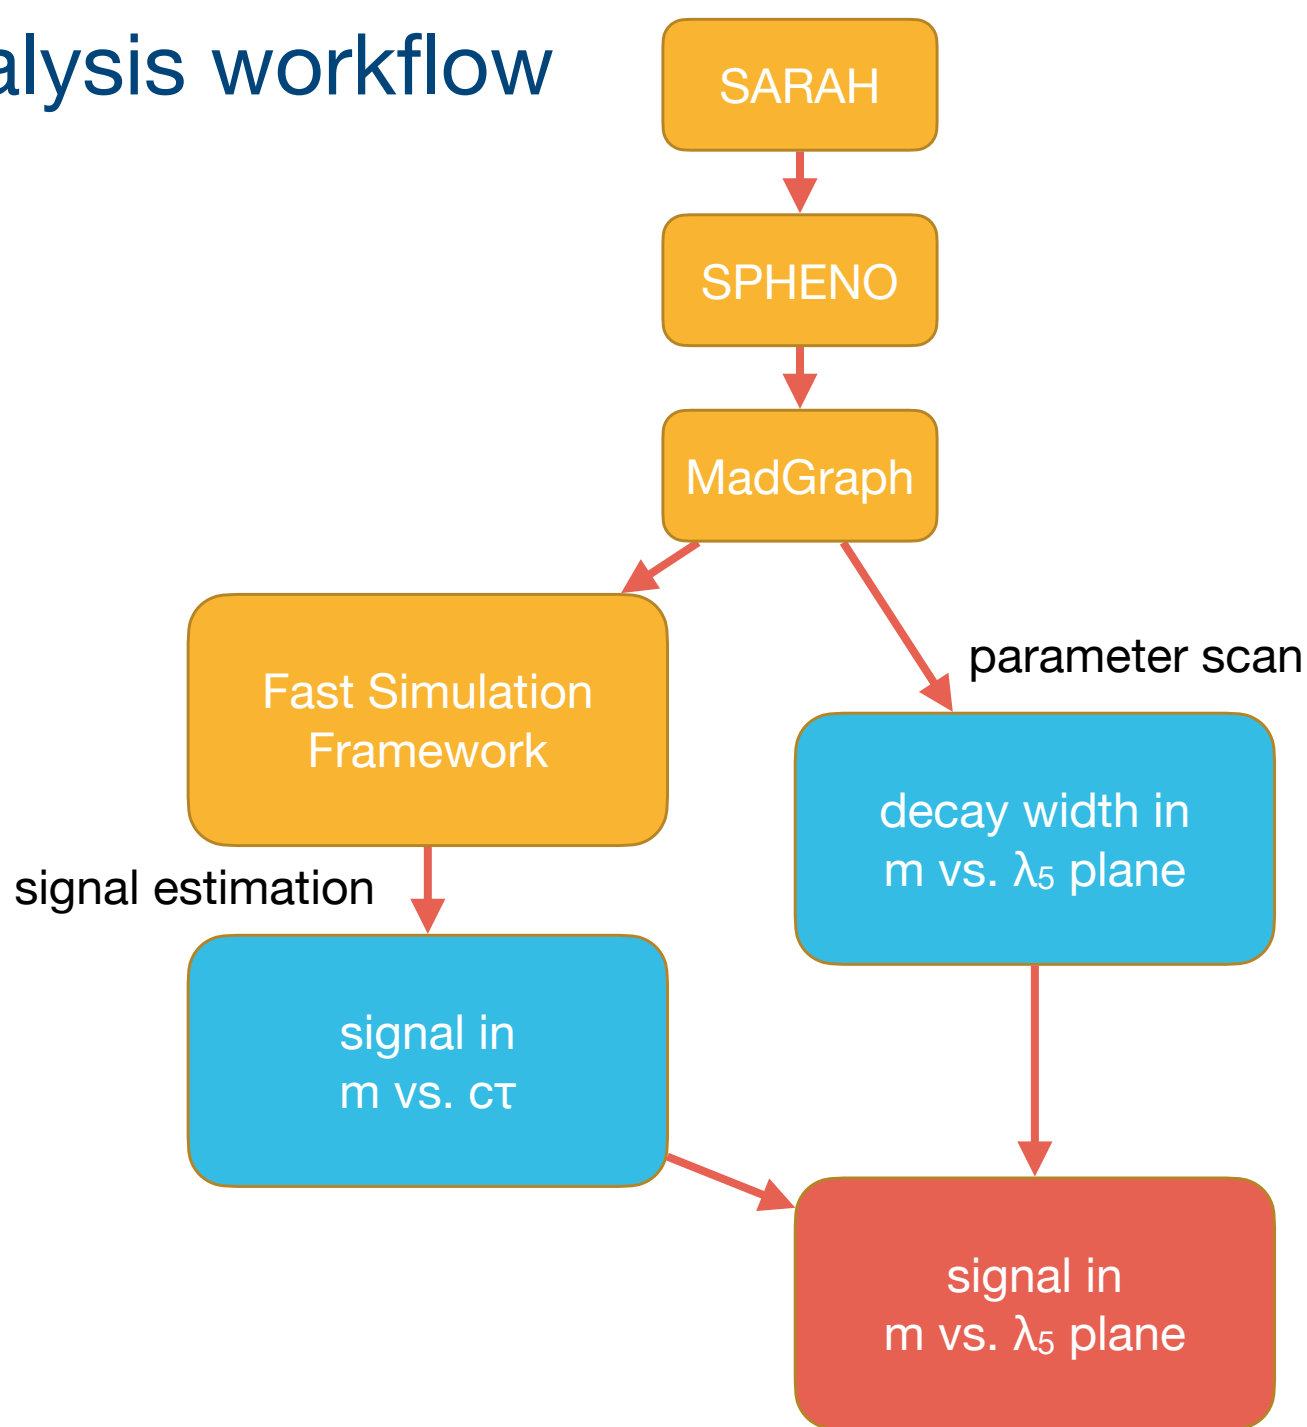 alysis workflow
SARAH
SPHENO
MadGraph
Fast Simulation
Framework
parameter scan
decay width in
m vs. λ₅ plane
signal estimation
signal in
m vs. cτ
signal in
m vs. λ₅ plane